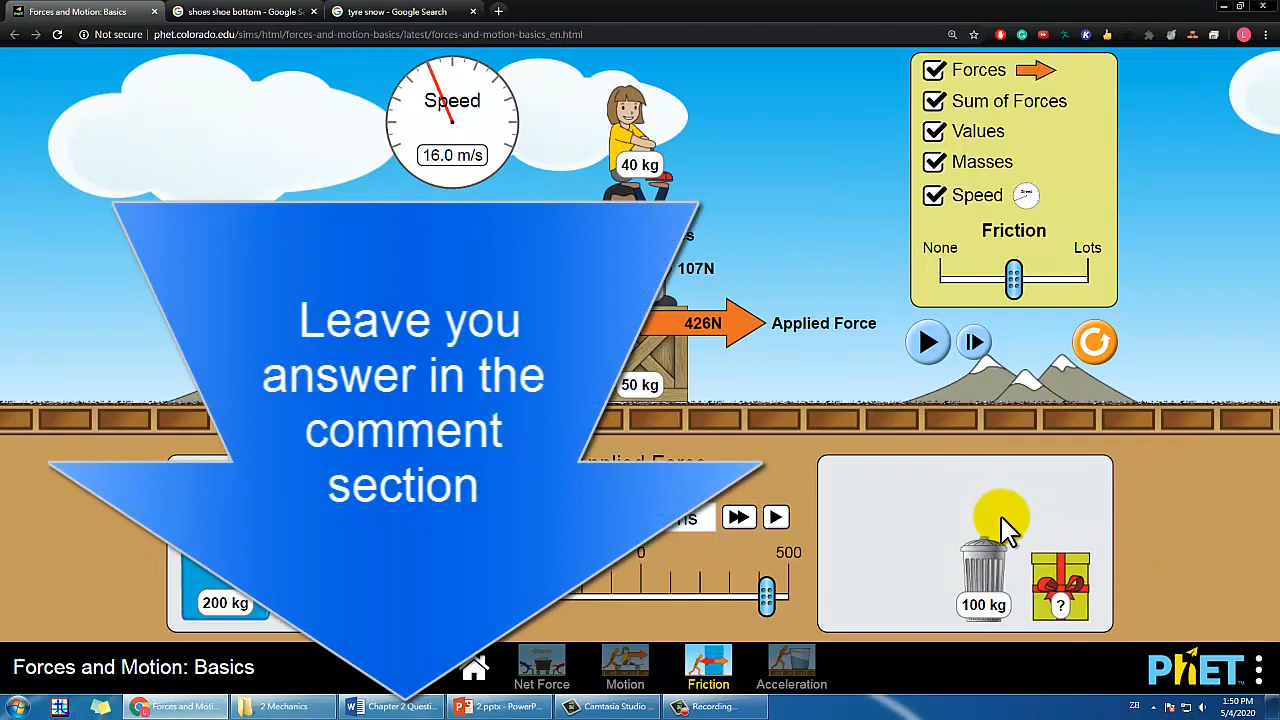 Forces and Motion: Basics
shoes shoe bottom - Google S
tyre snow - Google Search
Not secure
phet.colorado.edu/sims/html/forces-and-motion-basics/latest/forces-and-motion-basics_en.html
Speed
16.0 m/s
40 kg
107N
426N
Applied Force
50 kg
Forces
Sum of Forces
Values
Masses
Speed
Friction
None
Lots
Leave you
answer in the
comment
section
0
500
200 kg
100 kg
?
Forces and Motion: Basics
Net Force
Motion
Friction
Acceleration
PhET
Forces and Moti...
2 Mechanics
Chapter 2 Questi...
2.pptx - PowerP...
Camtasia Studio ...
Recording...
ZB
1:50 PM
5/4/2020